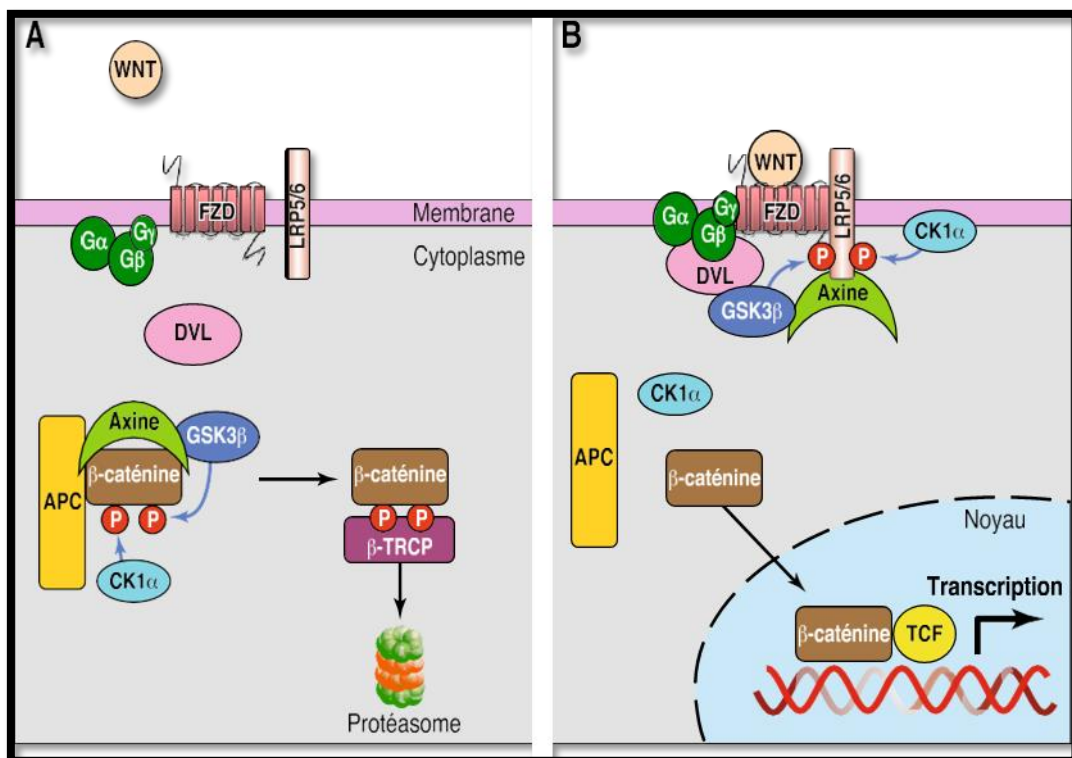 A
WNT
FZD
LRP5/6
Membrane
Gα
Gβ
Gγ
Cytoplasme
DVL
Axine
GSK3β
APC
β-caténine
P
P
CK1α
β-caténine
P
P
β-TRCP
Protéasome
B
WNT
FZD
LRP5/6
Gα
Gβ
Gγ
DVL
P
P
CK1α
GSK3β
Axine
CK1α
APC
β-caténine
Noyau
Transcription
β-caténine
TCF